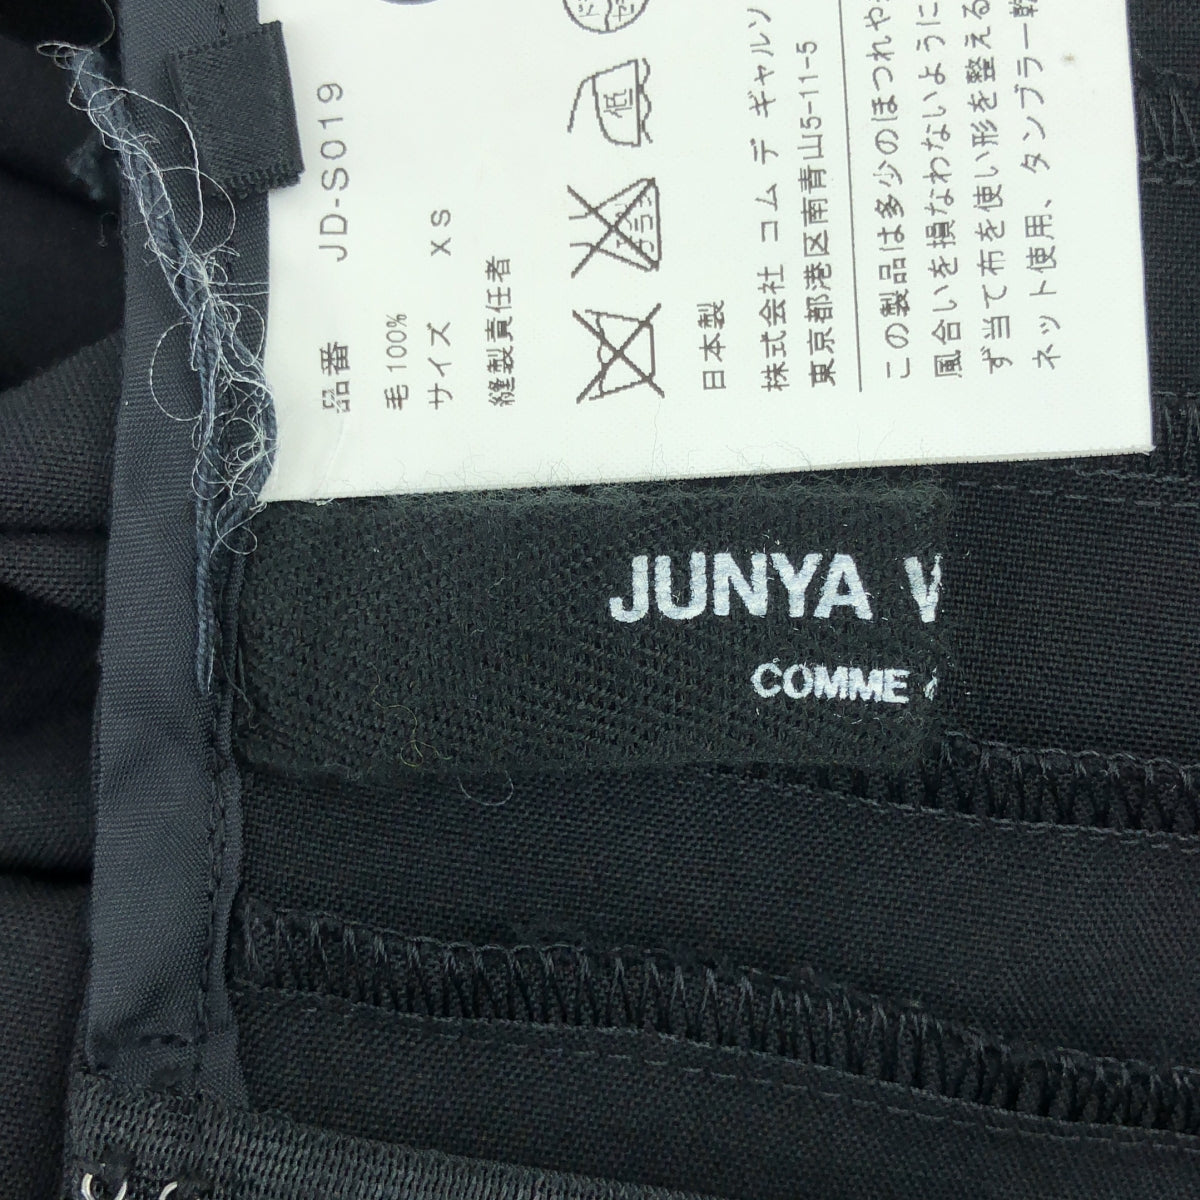 品番 JD-S019
毛100%
サイズ XS
縫製責任者
低
日本製
株式会社 コム デ ギャルソ
東京都港区南青山5-11-5
この製品は多少のほつれや
風合いを損なわないように
ず当て布を使い形を整える
ネット使用、タンブラー乾
JUNYA W
COMME